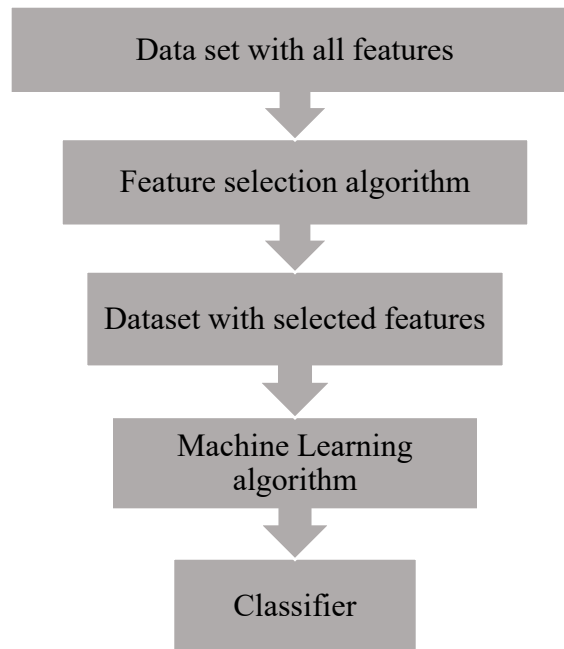 Data set with all features
Feature selection algorithm
Dataset with selected features
Machine Learning
algorithm
Classifier